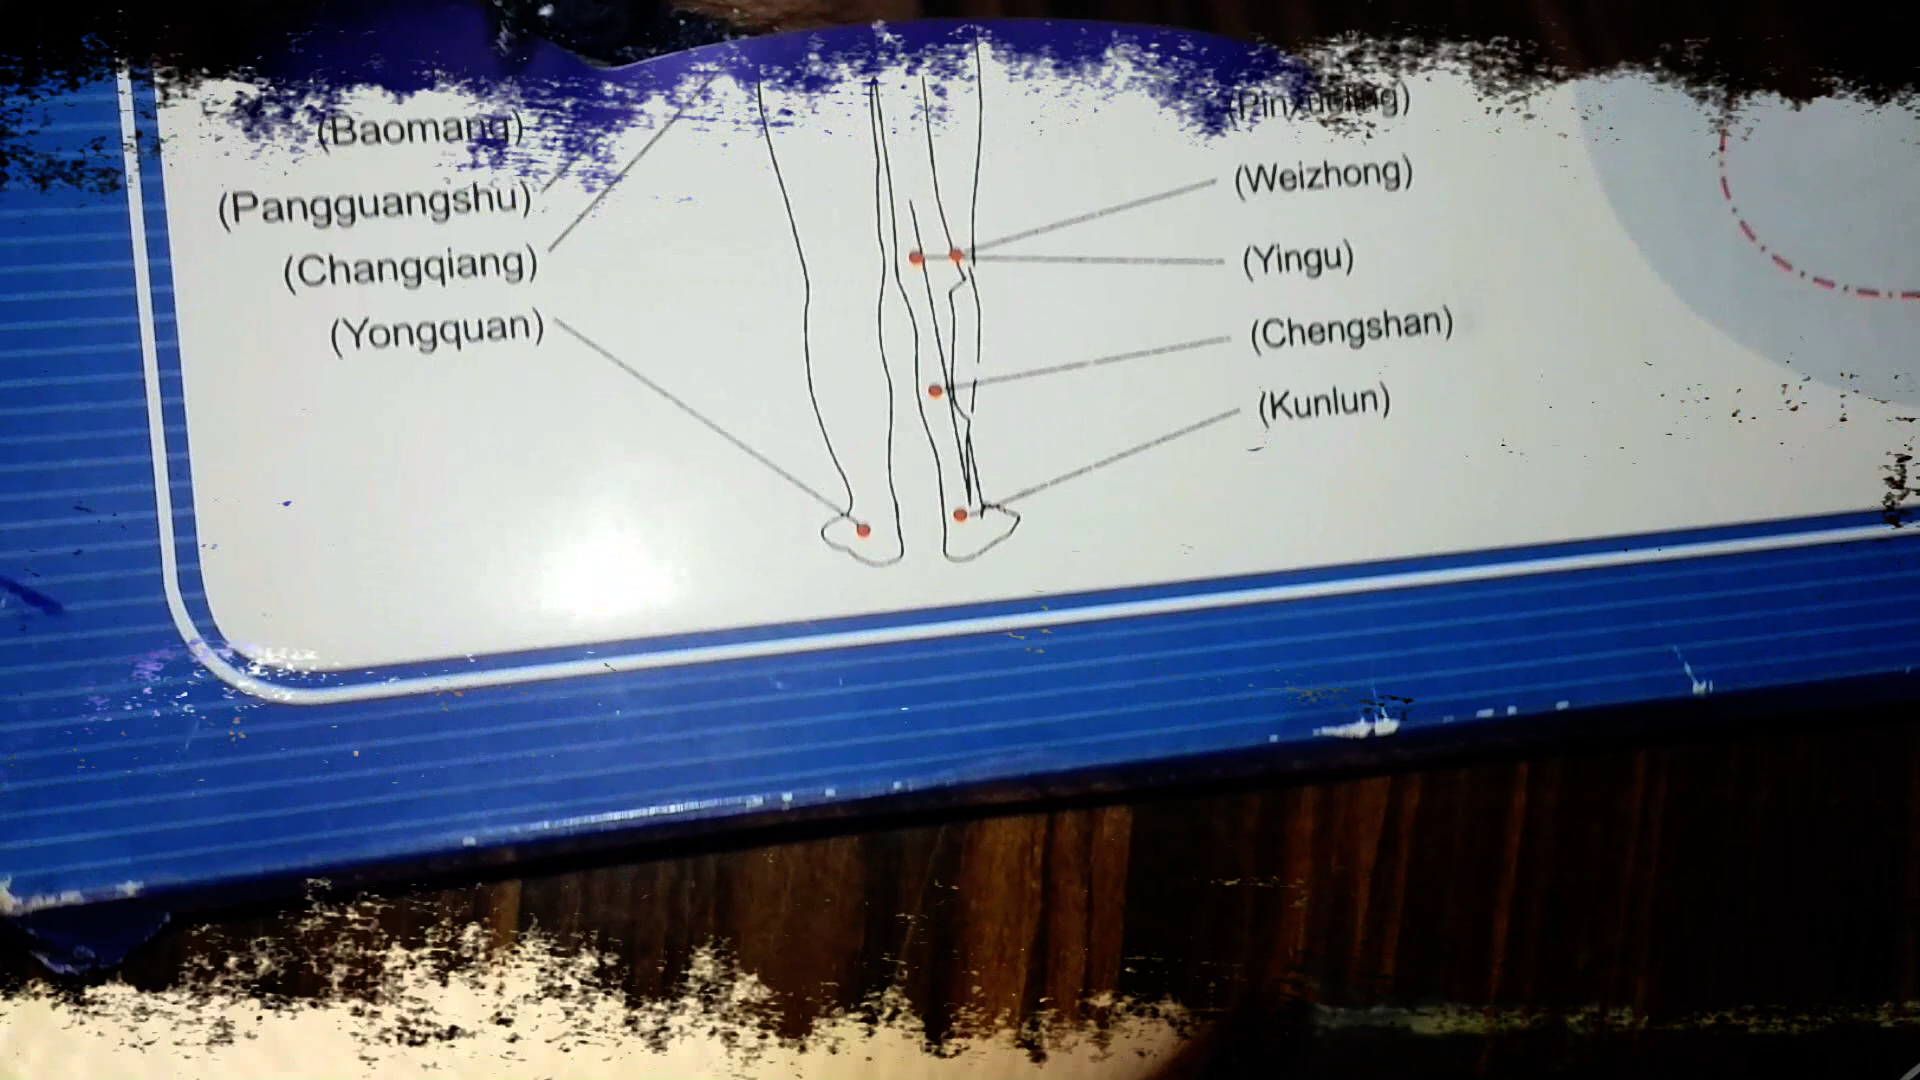 (Baomang)
(Pangguangshu)
(Changqiang)
(Yongquan)
(Weizhong)
(Yingu)
(Chengshan)
(Kunlun)